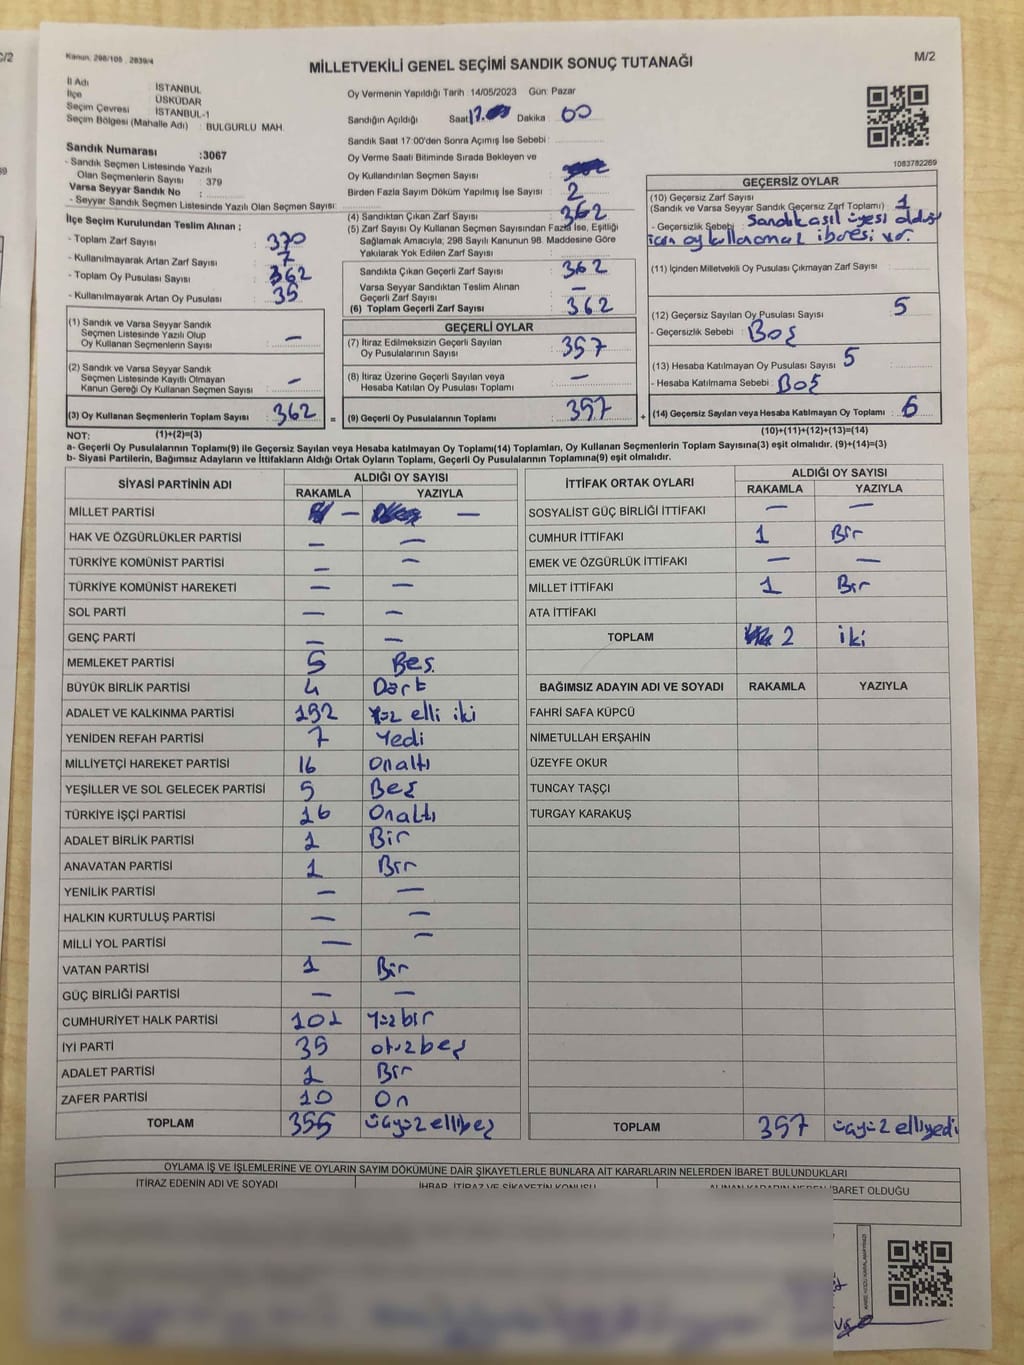 Kanun. 298/105 . 2839/4
M/2
MİLLETVEKİLİ GENEL SEÇİMİ SANDIK SONUÇ TUTANAĞI
İl Adı : İSTANBUL
İlçe : ÜSKÜDAR
Seçim Çevresi : İSTANBUL-1
Seçim Bölgesi (Mahalle Adı) : BULGURLU MAH.
Sandık Numarası :3067
- Sandık Seçmen Listesinde Yazılı
Olan Seçmenlerin Sayısı : 379
Varsa Seyyar Sandık No :
- Seyyar Sandık Seçmen Listesinde Yazılı Olan Seçmen Sayısı:
İlçe Seçim Kurulundan Teslim Alınan ;
- Toplam Zarf Sayısı : 370
- Kullanılmayarak Artan Zarf Sayısı : 7
- Toplam Oy Pusulası Sayısı : 362
- Kullanılmayarak Artan Oy Pusulası : 35
(1) Sandık ve Varsa Seyyar Sandık
Seçmen Listesinde Yazılı Olup
Oy Kullanan Seçmenlerin Sayısı : —
(2) Sandık ve Varsa Seyyar Sandık
Seçmen Listesinde Kayıtlı Olmayan
Kanun Gereği Oy Kullanan Seçmen Sayısı : —
(3) Oy Kullanan Seçmenlerin Toplam Sayısı : 362 =
Oy Vermenin Yapıldığı Tarih : 14/05/2023 Gün: Pazar
Sandığın Açıldığı Saat 17. Dakika 00
Sandık Saat 17:00'den Sonra Açımış İse Sebebi :
Oy Verme Saati Bitiminde Sırada Bekleyen ve
Oy Kullandırılan Seçmen Sayısı :
Birden Fazla Sayım Döküm Yapılmış İse Sayısı : 2
(4) Sandıktan Çıkan Zarf Sayısı : 362
(5) Zarf Sayısı Oy Kullanan Seçmen Sayısından Fazla İse, Eşitliği
Sağlamak Amacıyla; 298 Sayılı Kanunun 98. Maddesine Göre
Yakılarak Yok Edilen Zarf Sayısı :
Sandıkta Çıkan Geçerli Zarf Sayısı : 362
Varsa Seyyar Sandıktan Teslim Alınan
Geçerli Zarf Sayısı : —
(6) Toplam Geçerli Zarf Sayısı : 362
GEÇERLİ OYLAR
(7) İtiraz Edilmeksizin Geçerli Sayılan
Oy Pusulalarının Sayısı : 357
(8) İtiraz Üzerine Geçerli Sayılan veya
Hesaba Katılan Oy Pusulası Toplamı : —
(9) Geçerli Oy Pusulalarının Toplamı : 357 +
1083782269
GEÇERSİZ OYLAR
(10) Geçersiz Zarf Sayısı
(Sandık ve Varsa Seyyar Sandık Geçersiz Zarf Toplamı) : 1
- Geçersizlik Sebebi : Sandık asıl üyesi olduğu
için oy kullanamaz ibaresi var.
(11) İçinden Milletvekili Oy Pusulası Çıkmayan Zarf Sayısı :
(12) Geçersiz Sayılan Oy Pusulası Sayısı : 5
- Geçersizlik Sebebi : Boş
(13) Hesaba Katılmayan Oy Pusulası Sayısı : 5
- Hesaba Katılmama Sebebi : Boş
(14) Geçersiz Sayılan veya Hesaba Katılmayan Oy Toplamı : 6
NOT: (1)+(2)=(3)
(10)+(11)+(12)+(13)=(14)
a- Geçerli Oy Pusulalarının Toplamı(9) ile Geçersiz Sayılan veya Hesaba katılmayan Oy Toplamı(14) Toplamları, Oy Kullanan Seçmenlerin Toplam Sayısına(3) eşit olmalıdır. (9)+(14)=(3)
b- Siyasi Partilerin, Bağımsız Adayların ve İttifakların Aldığı Ortak Oyların Toplamı, Geçerli Oy Pusulalarının Toplamına(9) eşit olmalıdır.
SİYASİ PARTİNİN ADI ALDIĞI OY SAYISI
RAKAMLA YAZIYLA
MİLLET PARTİSİ — —
HAK VE ÖZGÜRLÜKLER PARTİSİ — —
TÜRKİYE KOMÜNİST PARTİSİ — —
TÜRKİYE KOMÜNİST HAREKETİ — —
SOL PARTİ — —
GENÇ PARTİ — —
MEMLEKET PARTİSİ 5 Beş
BÜYÜK BİRLİK PARTİSİ 4 Dört
ADALET VE KALKINMA PARTİSİ 152 Yüz elli iki
YENİDEN REFAH PARTİSİ 7 Yedi
MİLLİYETÇİ HAREKET PARTİSİ 16 Onaltı
YEŞİLLER VE SOL GELECEK PARTİSİ 5 Beş
TÜRKİYE İŞÇİ PARTİSİ 16 Onaltı
ADALET BİRLİK PARTİSİ 1 Bir
ANAVATAN PARTİSİ 1 Bir
YENİLİK PARTİSİ — —
HALKIN KURTULUŞ PARTİSİ — —
MİLLİ YOL PARTİSİ — —
VATAN PARTİSİ 1 Bir
GÜÇ BİRLİĞİ PARTİSİ — —
CUMHURİYET HALK PARTİSİ 101 Yüzbir
İYİ PARTİ 35 otuzbeş
ADALET PARTİSİ 1 Bir
ZAFER PARTİSİ 10 On
TOPLAM 355 üçyüz ellibeş
İTTİFAK ORTAK OYLARI ALDIĞI OY SAYISI
RAKAMLA YAZIYLA
SOSYALİST GÜÇ BİRLİĞİ İTTİFAKI — —
CUMHUR İTTİFAKI 1 Bir
EMEK VE ÖZGÜRLÜK İTTİFAKI — —
MİLLET İTTİFAKI 1 Bir
ATA İTTİFAKI
TOPLAM 2 iki
BAĞIMSIZ ADAYIN ADI VE SOYADI RAKAMLA YAZIYLA
FAHRİ SAFA KÜPCÜ
NİMETULLAH ERŞAHİN
ÜZEYFE OKUR
TUNCAY TAŞÇI
TURGAY KARAKUŞ
TOPLAM 357 üçyüz elliyedi
OYLAMA İŞ VE İŞLEMLERİNE VE OYLARIN SAYIM DÖKÜMÜNE DAİR ŞİKAYETLERLE BUNLARA AİT KARARLARIN NELERDEN İBARET BULUNDUKLARI
İTİRAZ EDENİN ADI VE SOYADI İHBAR, İTİRAZ VE ŞİKAYETİN KONUSU ALINAN KARARIN NEDEN İBARET OLDUĞU